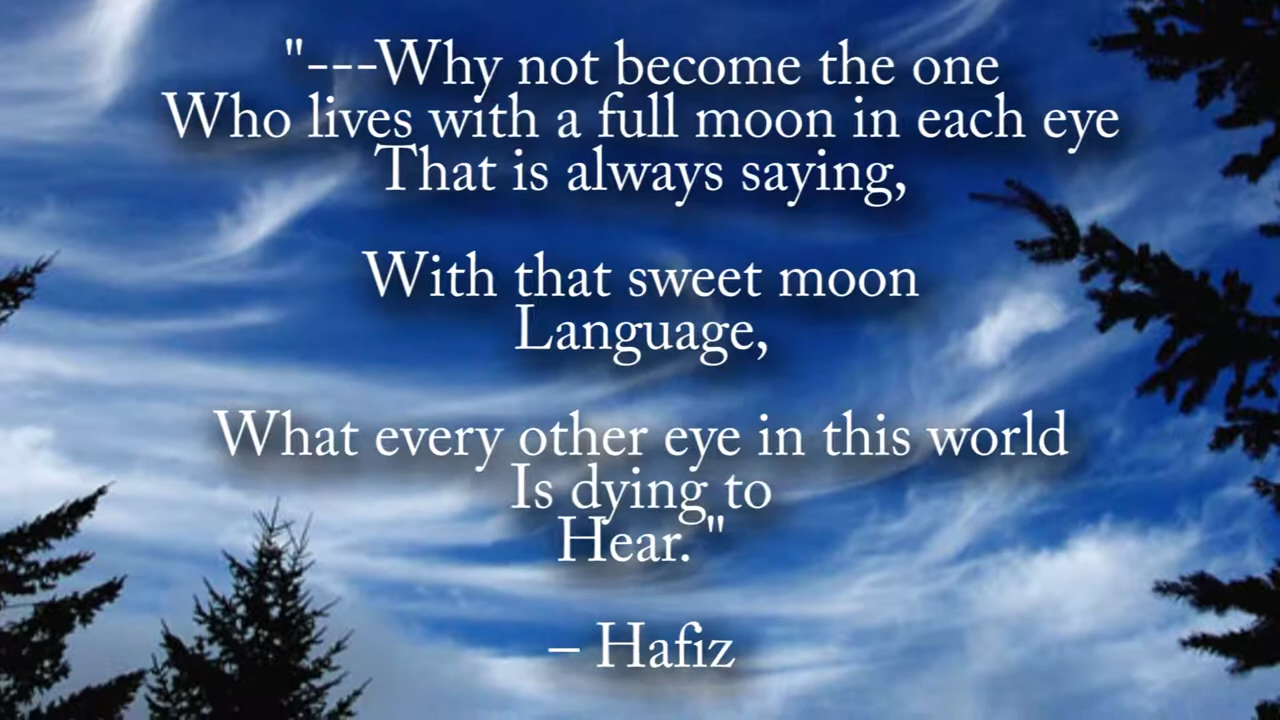 "---Why not become the one
Who lives with a full moon in each eye
That is always saying,
With that sweet moon
Language,
What every other eye in this world
Is dying to
Hear. "
– Hafiz